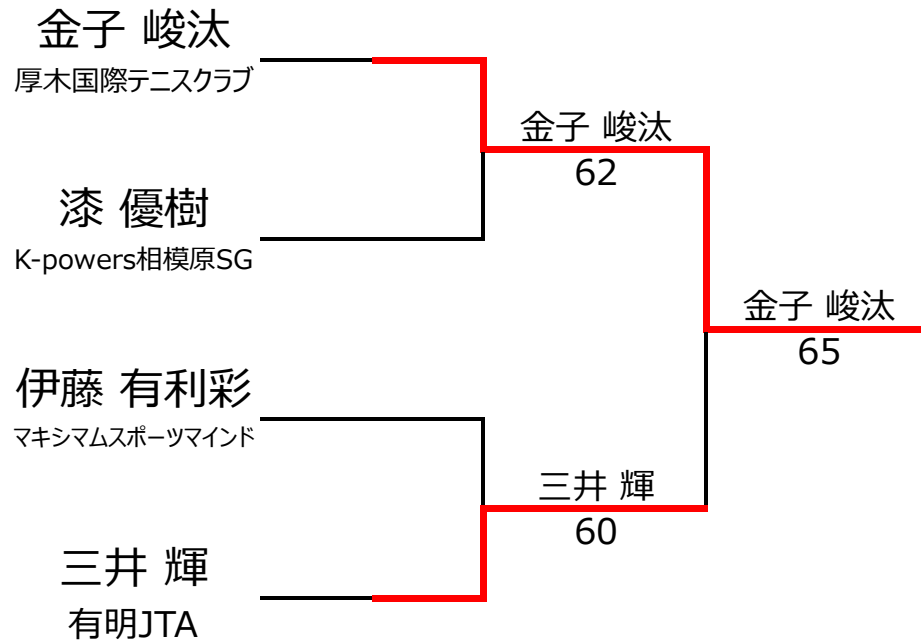 金子 峻汰
厚木国際テニスクラブ
金子 峻汰
62
漆 優樹
K-powers相模原SG
金子 峻汰
65
伊藤 有利彩
マキシマムスポーツマインド
三井 輝
60
三井 輝
有明JTA